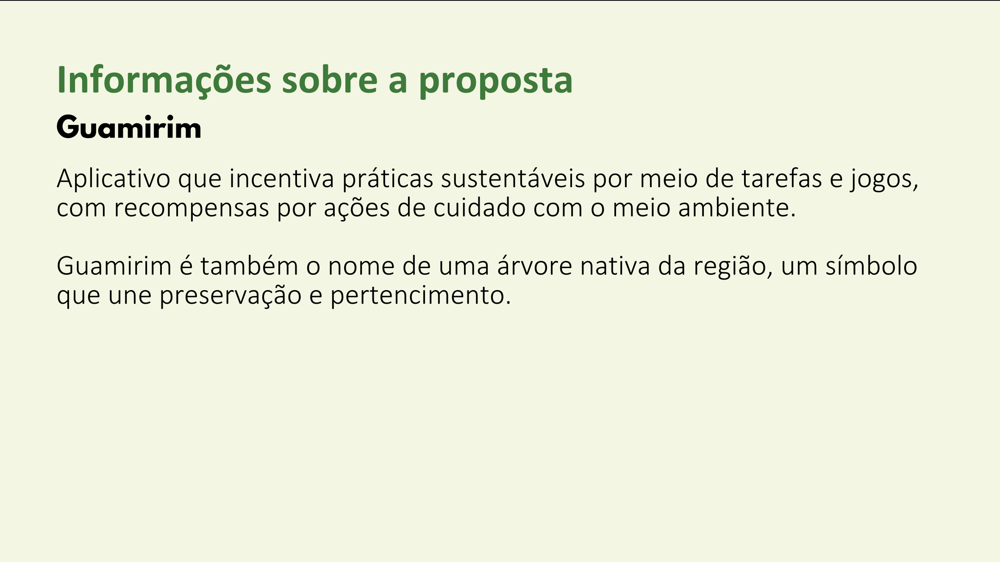 Informações sobre a proposta
Guamirim
Aplicativo que incentiva práticas sustentáveis por meio de tarefas e jogos,
com recompensas por ações de cuidado com o meio ambiente.
Guamirim é também o nome de uma árvore nativa da região, um símbolo
que une preservação e pertencimento.